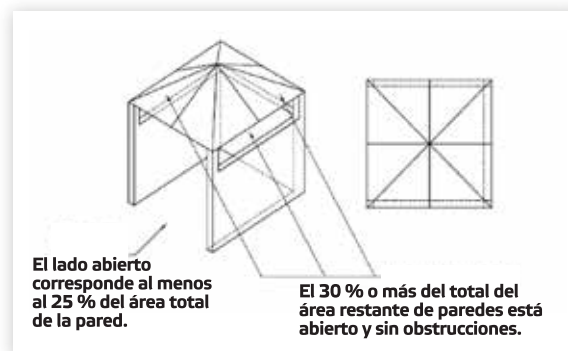 El lado abierto
corresponde al menos
al 25 % del área total
de la pared.
El 30 % o más del total del
área restante de paredes está
abierto y sin obstrucciones.